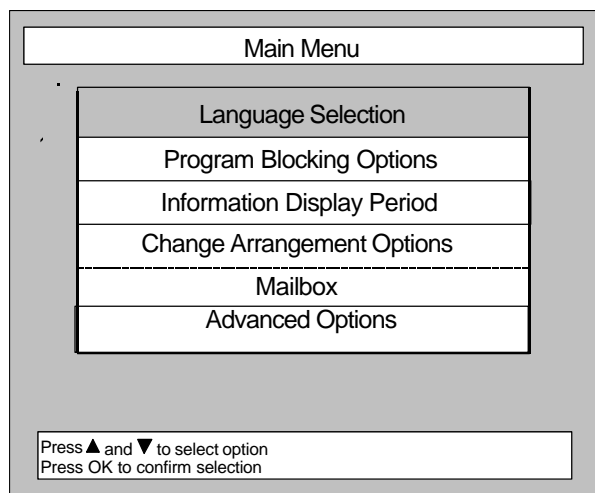 Main Menu
Language Selection
Program Blocking Options
Information Display Period
Change Arrangement Options
Mailbox
Advanced Options
Press ▲ and ▼ to select option
Press OK to confirm selection